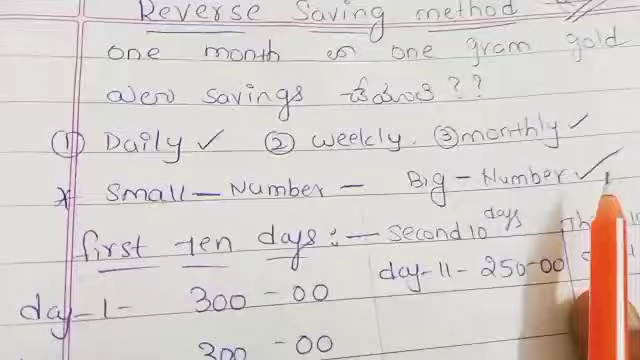 Reverse Saving method
one month లో one gram gold
ఎలా savings చేయాలి ??
① Daily ✓ ② weekly. ③ monthly ✓
* Small - Number - Big - Number ✓
first ten days :- second 10 days
day-1- 300-00 day-11- 250-00
300-00